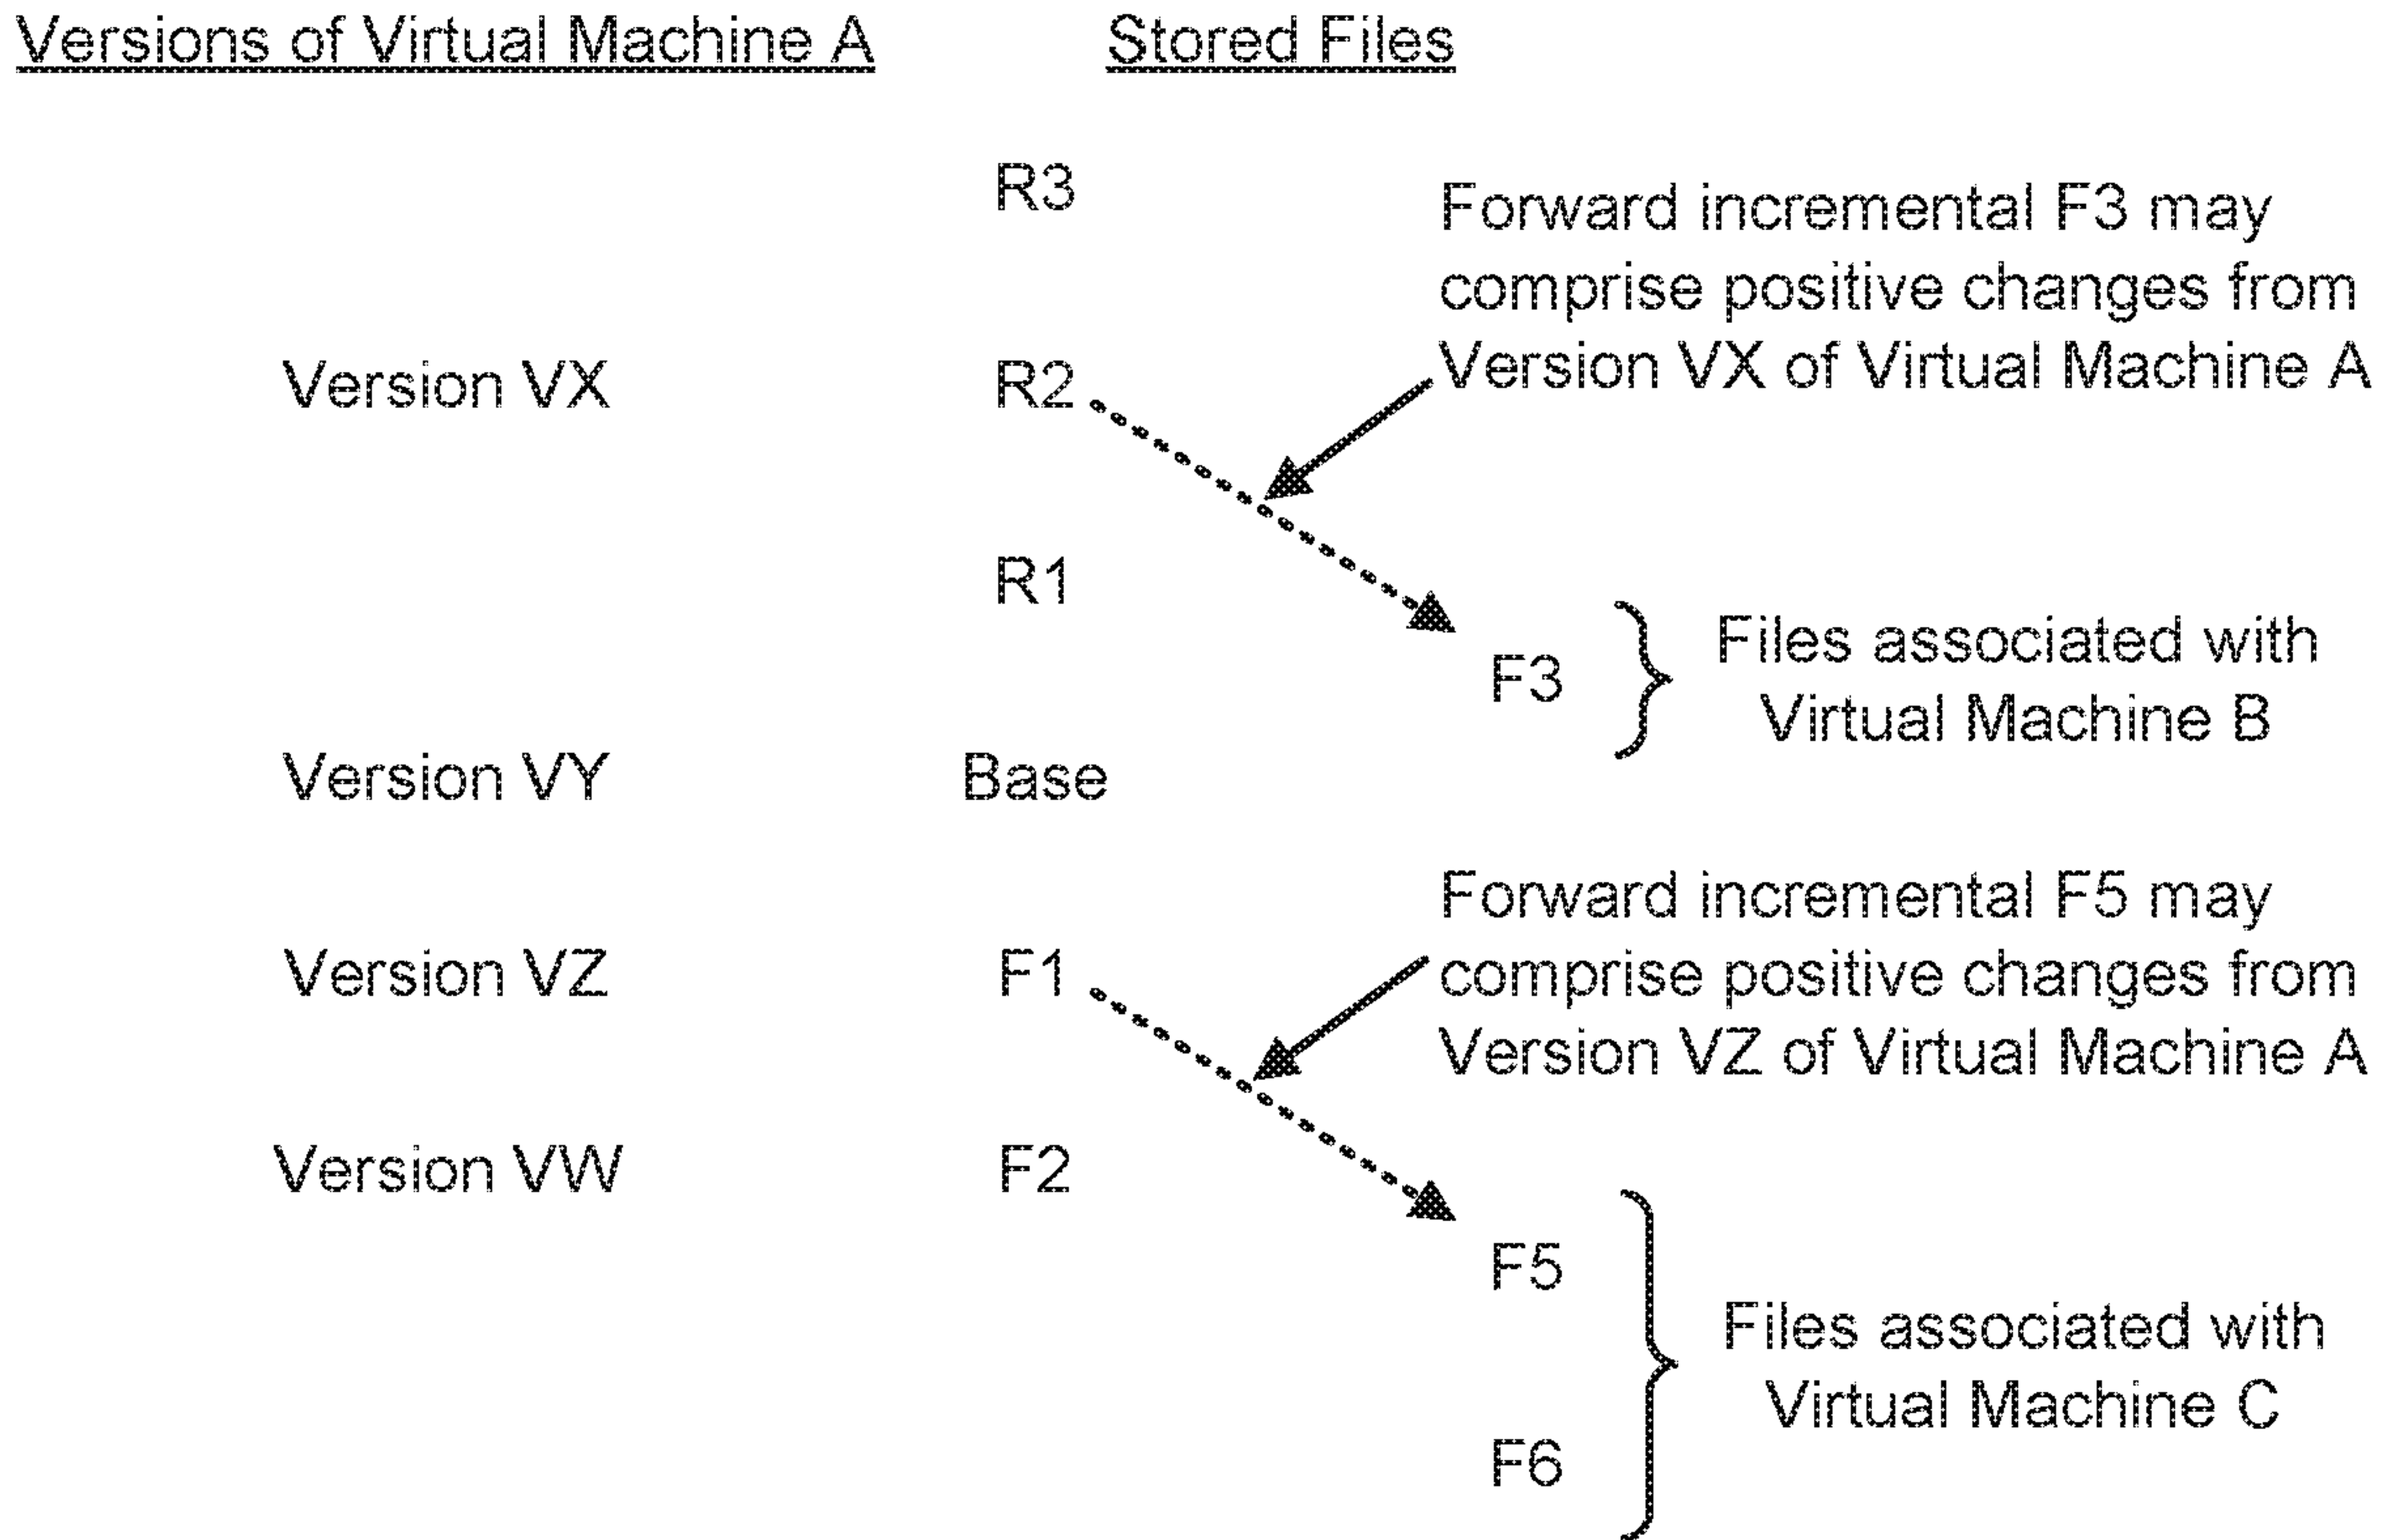 Versions of Virtual Machine A
Stored Files
R3
Forward incremental F3 may
comprise positive changes from
Version VX of Virtual Machine A
Version VX
R2
R1
F3
Files associated with
Virtual Machine B
Version VY
Base
Forward incremental F5 may
comprise positive changes from
Version VZ of Virtual Machine A
Version VZ
F1
Version VW
F2
F5
Files associated with
Virtual Machine C
F6